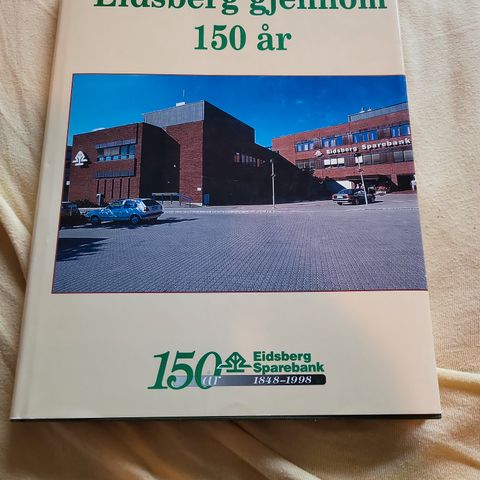 Eidsberg gjennom
150 år
Eidsberg Sparebank
150 år
Eidsberg
Sparebank
1848-1998